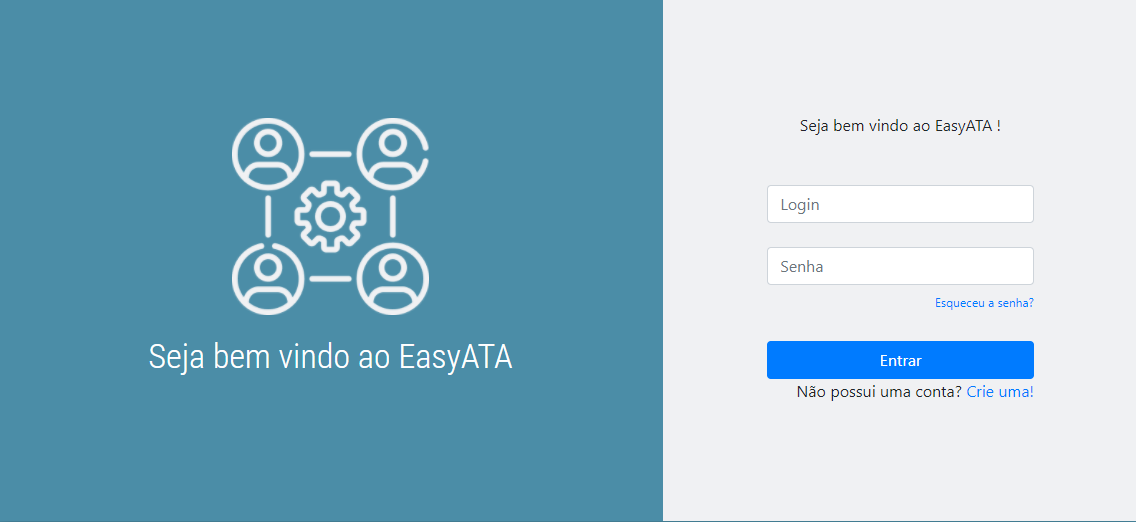 Seja bem vindo ao EasyATA
Seja bem vindo ao EasyATA !
Login
Senha
Esqueceu a senha?
Entrar
Não possui uma conta? Crie uma!